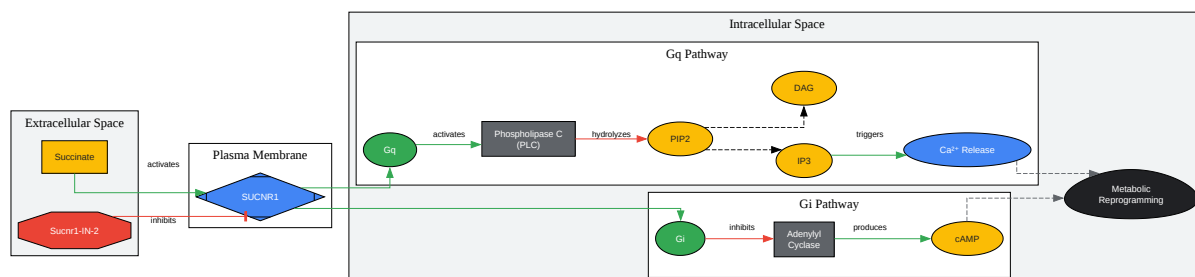 Intracellular Space
Gq Pathway
DAG
Extracellular Space
Succinate
activates
Plasma Membrane
SUCNR1
Sucnr1-IN-2
inhibits
Gq
activates
Phospholipase C
(PLC)
hydrolyzes
PIP2
IP3
triggers
Ca²⁺ Release
Metabolic
Reprogramming
Gi Pathway
Gi
inhibits
Adenylyl
Cyclase
produces
cAMP